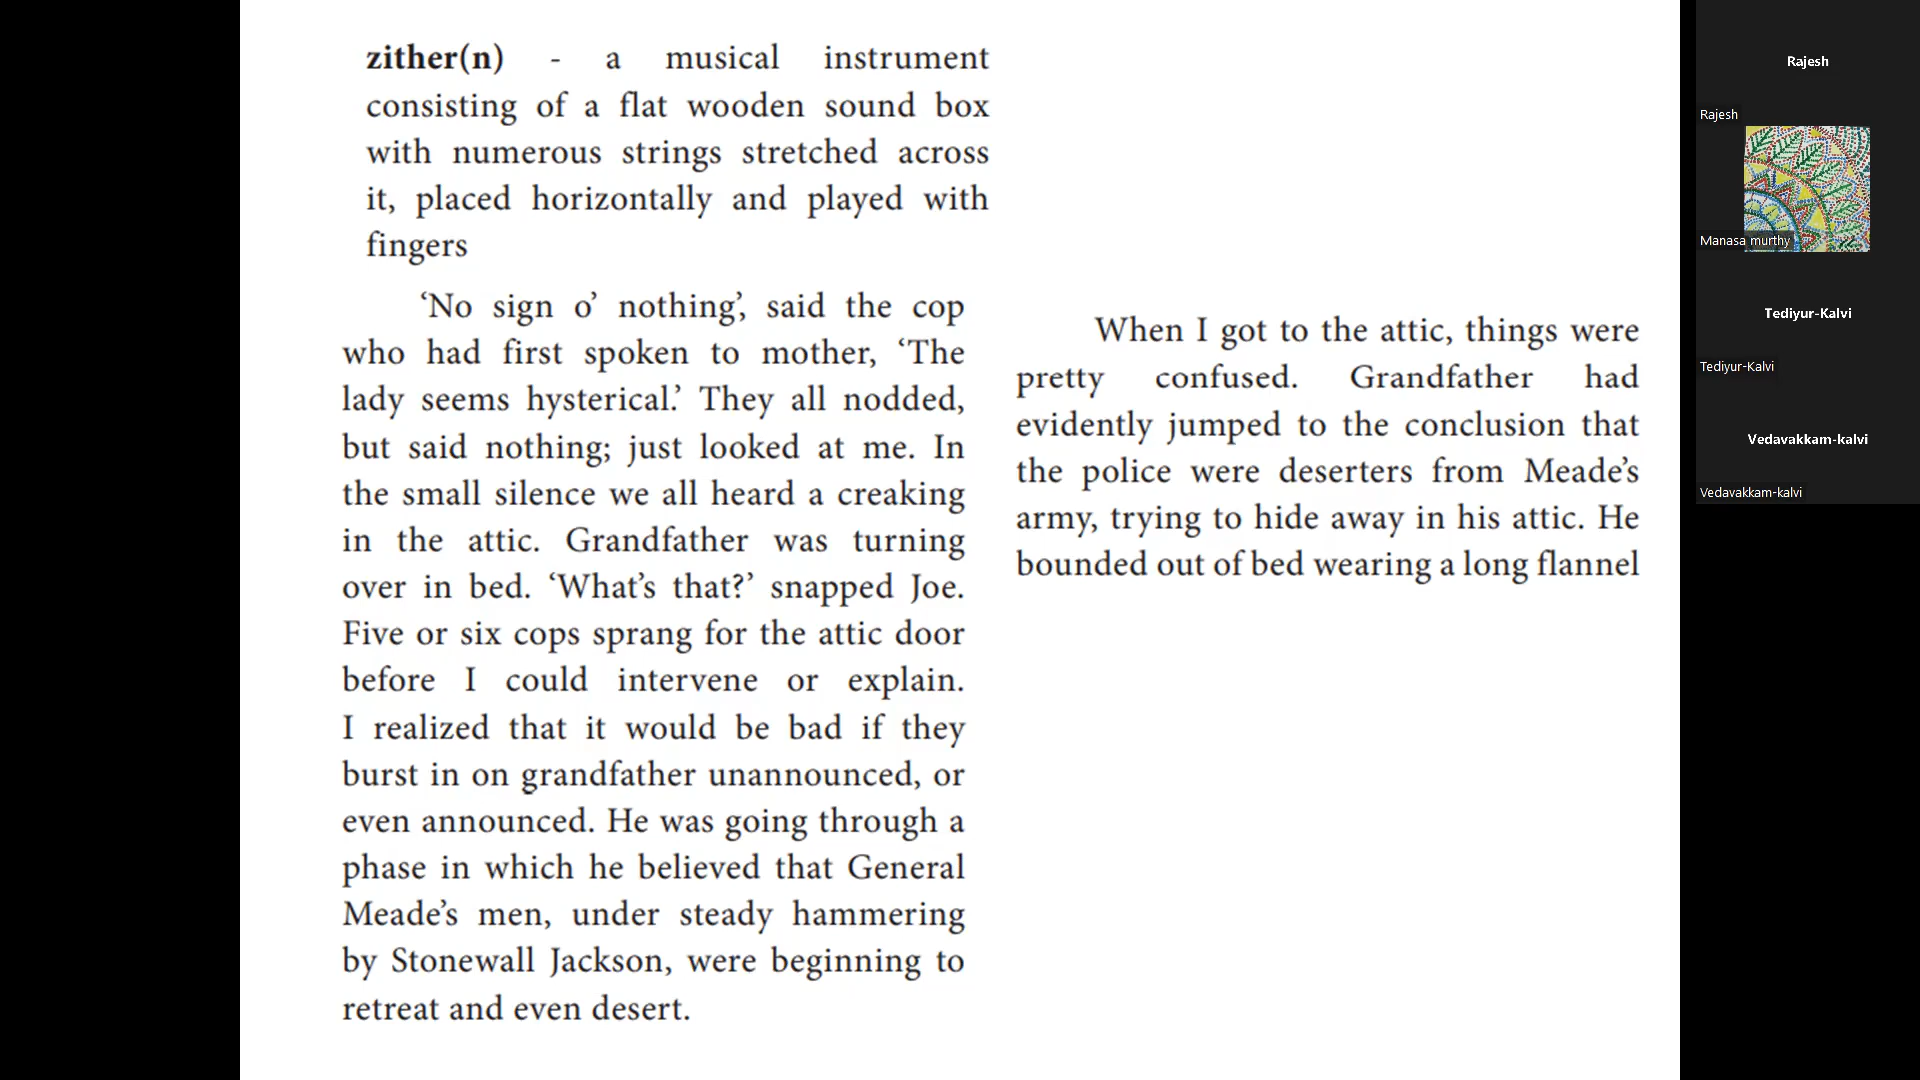 zither(n) - a musical instrument
consisting of a flat wooden sound box
with numerous strings stretched across
it, placed horizontally and played with
fingers
‘No sign o’ nothing’, said the cop
who had first spoken to mother, ‘The
lady seems hysterical.’ They all nodded,
but said nothing; just looked at me. In
the small silence we all heard a creaking
in the attic. Grandfather was turning
over in bed. ‘What’s that?’ snapped Joe.
Five or six cops sprang for the attic door
before I could intervene or explain.
I realized that it would be bad if they
burst in on grandfather unannounced, or
even announced. He was going through a
phase in which he believed that General
Meade’s men, under steady hammering
by Stonewall Jackson, were beginning to
retreat and even desert.
When I got to the attic, things were
pretty confused. Grandfather had
evidently jumped to the conclusion that
the police were deserters from Meade’s
army, trying to hide away in his attic. He
bounded out of bed wearing a long flannel
Rajesh
Rajesh
Manasa murthy
Tediyur-Kalvi
Tediyur-Kalvi
Vedavakkam-kalvi
Vedavakkam-kalvi